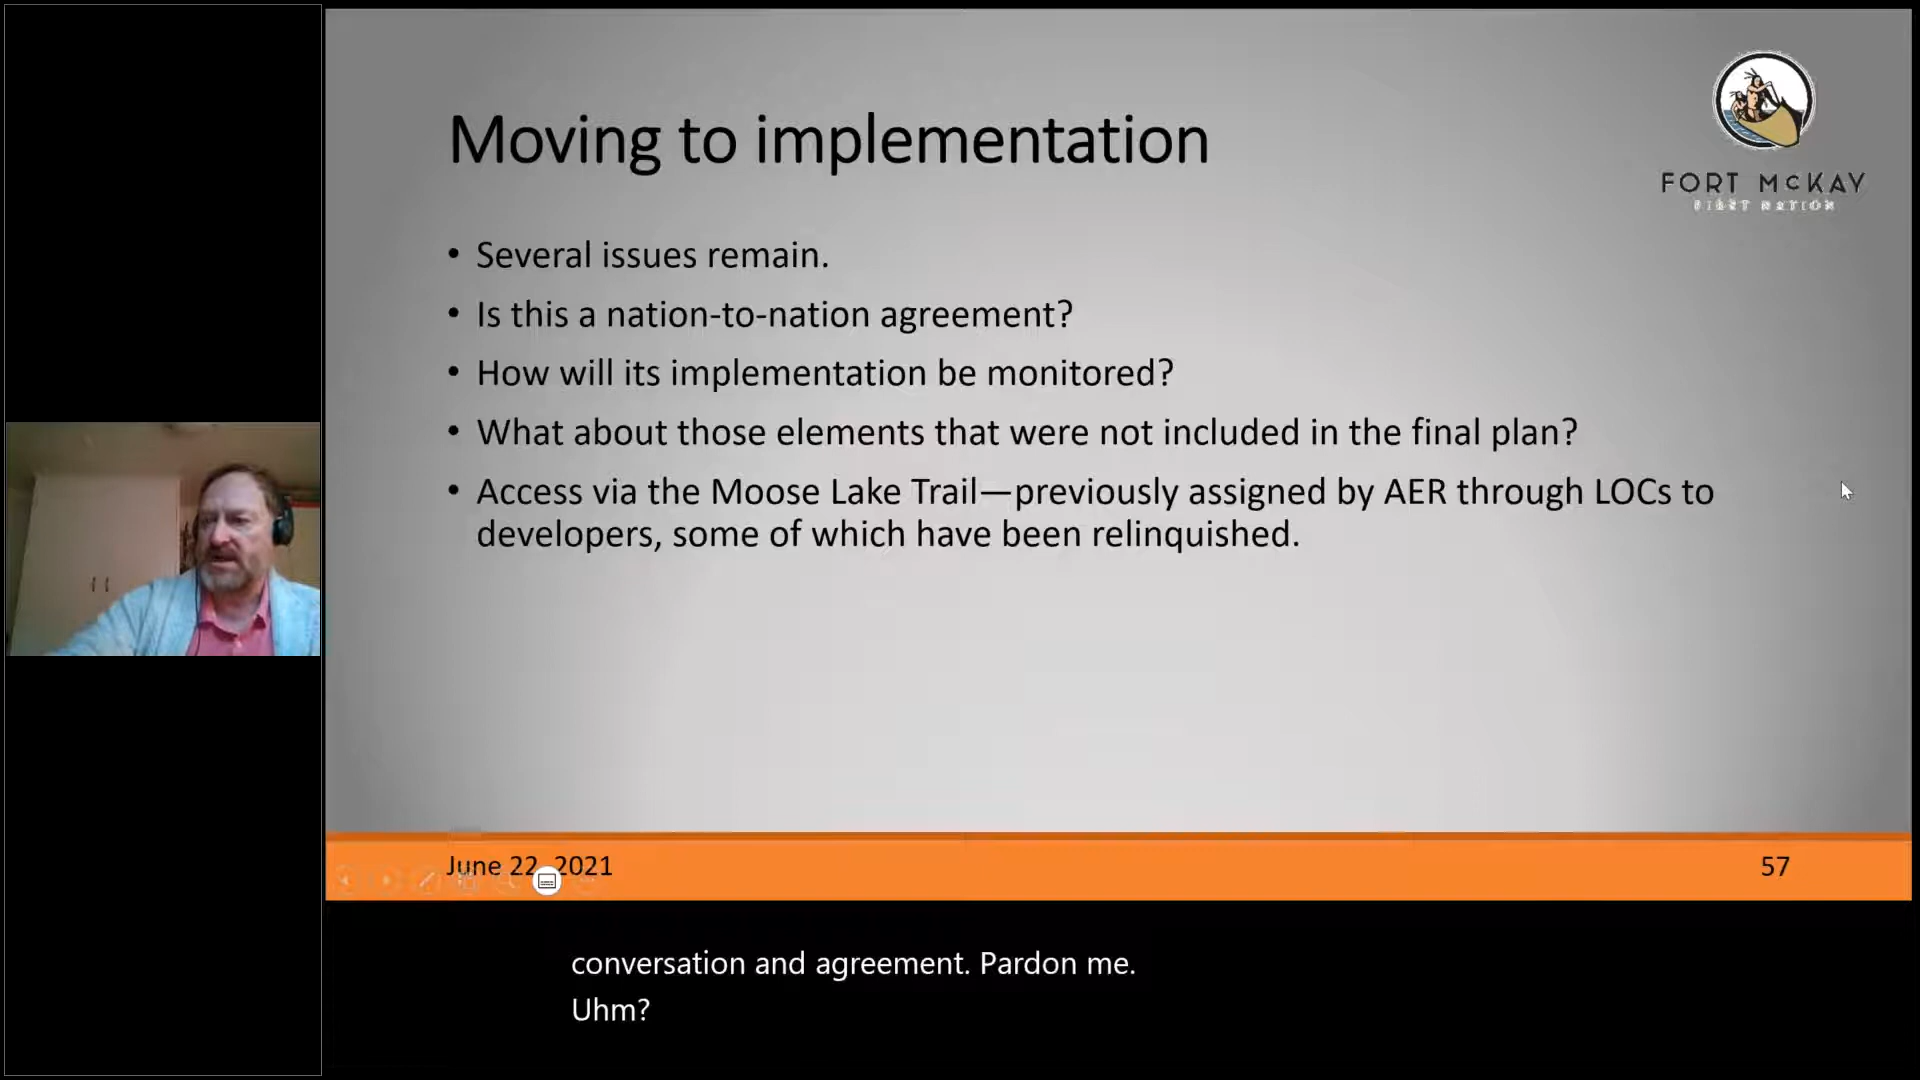 Moving to implementation
FORT McKAY
FIRST NATION
• Several issues remain.
• Is this a nation-to-nation agreement?
• How will its implementation be monitored?
• What about those elements that were not included in the final plan?
• Access via the Moose Lake Trail—previously assigned by AER through LOCs to
developers, some of which have been relinquished.
June 22, 2021
57
conversation and agreement. Pardon me.
Uhm?